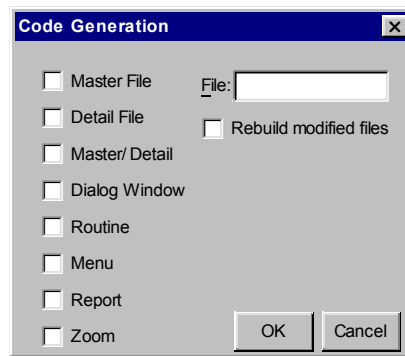 Code Generation
Master File
File:
Detail File
Rebuild modified files
Master/ Detail
Dialog Window
Routine
Menu
Report
Zoom
OK
Cancel